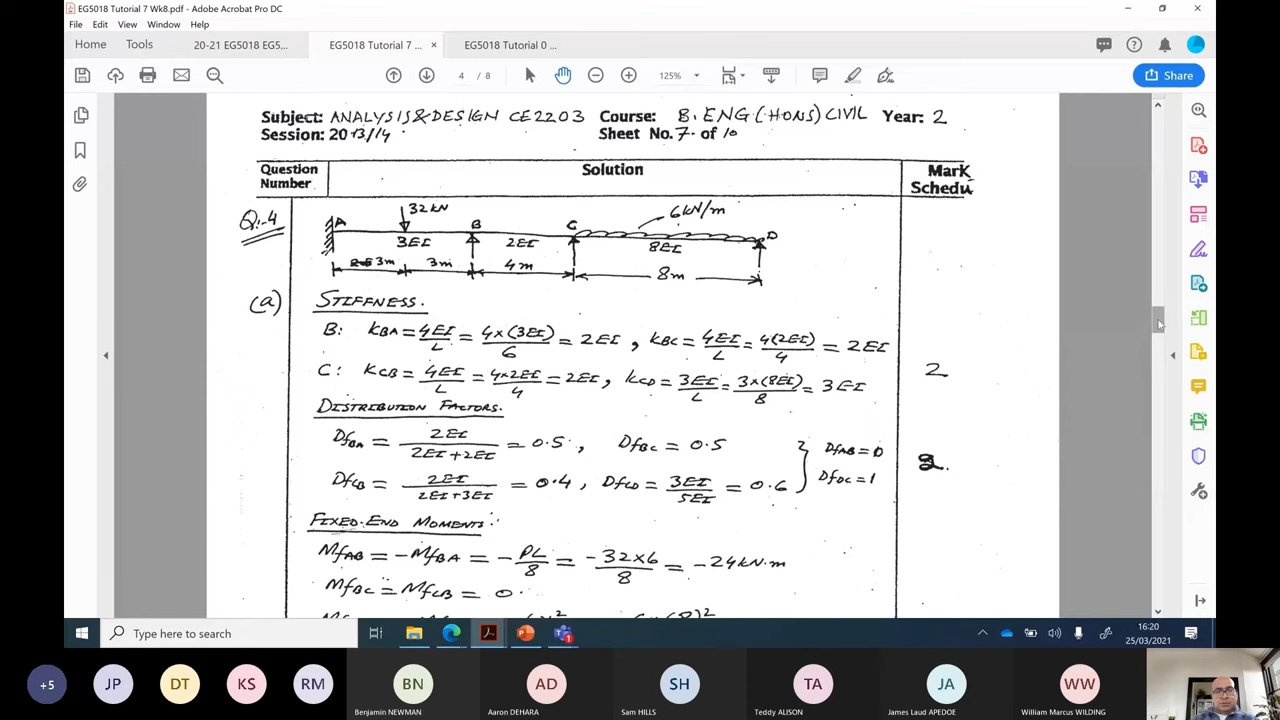 EG5018 Tutorial 7 Wk8.pdf - Adobe Acrobat Pro DC
File Edit View Window Help
Home Tools 20-21 EG5018 EG5... EG5018 Tutorial 7 ... × EG5018 Tutorial 0 ...
4 / 8 125% Share
Subject: ANALYSIS & DESIGN CE2203 Course: B.ENG (HONS) CIVIL Year: 2
Session: 2013/14 Sheet No. 7 of 10
Question Number Solution Mark Schedu
Q:-4
A 32 kN B C 6kN/m D
3EI 2EI 8EI
3m 3m 4m 8m
(a) STIFFNESS.
B: KBA = 4EI/L = 4×(3EI)/6 = 2EI, KBC = 4EI/L = 4(2EI)/4 = 2EI
C: KCB = 4EI/L = 4×2EI/4 = 2EI, KCD = 3EI/L = 3×(8EI)/8 = 3EI 2
DISTRIBUTION FACTORS.
DfBA = 2EI/(2EI+2EI) = 0.5, DfBC = 0.5 } DfAB = 0
DfCB = 2EI/(2EI+3EI) = 0.4, DfCD = 3EI/5EI = 0.6 DfDC = 1 2.
FIXED-END MOMENTS:
MfAB = -MfBA = -PL/8 = -32×6/8 = -24kN.m
MfBC = MfCB = 0.
Type here to search 16:20
25/03/2021
+5 JP DT KS RM BN AD SH TA JA WW
Benjamin NEWMAN Aaron DEHARA Sam HILLS Teddy ALISON James Laud APEDOE William Marcus WILDING